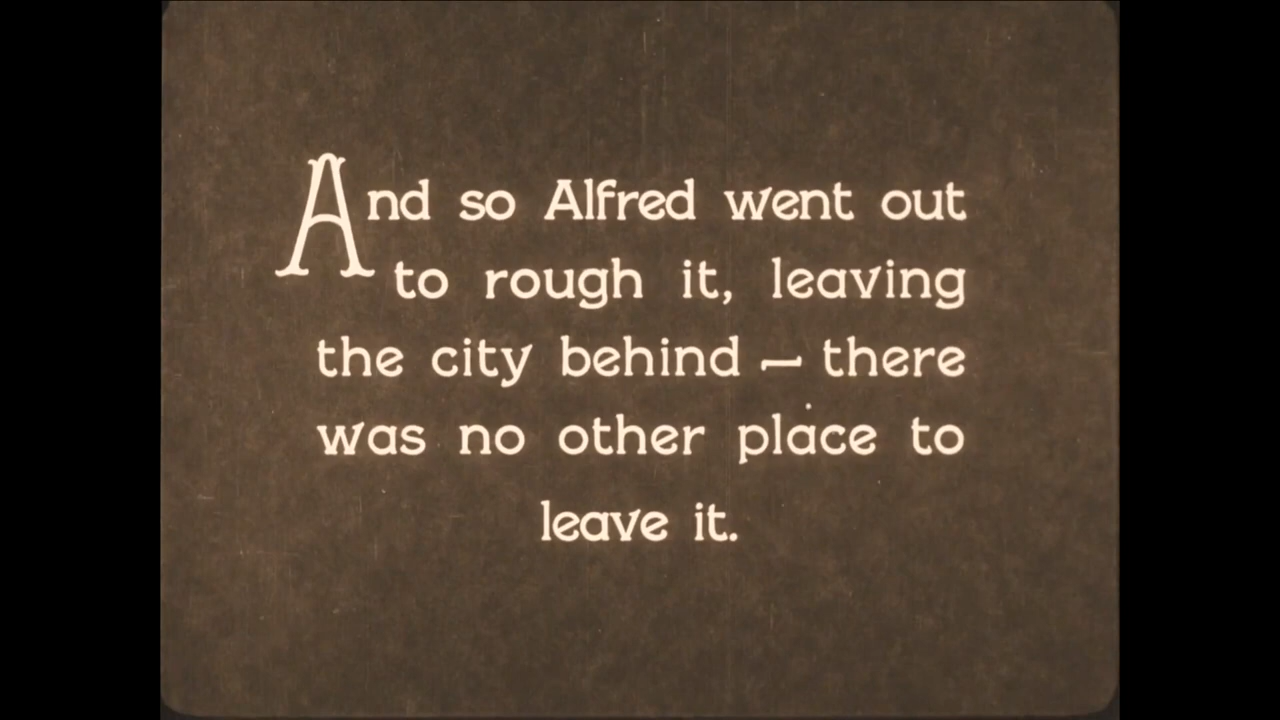 And so Alfred went out
to rough it, leaving
the city behind — there
was no other place to
leave it.